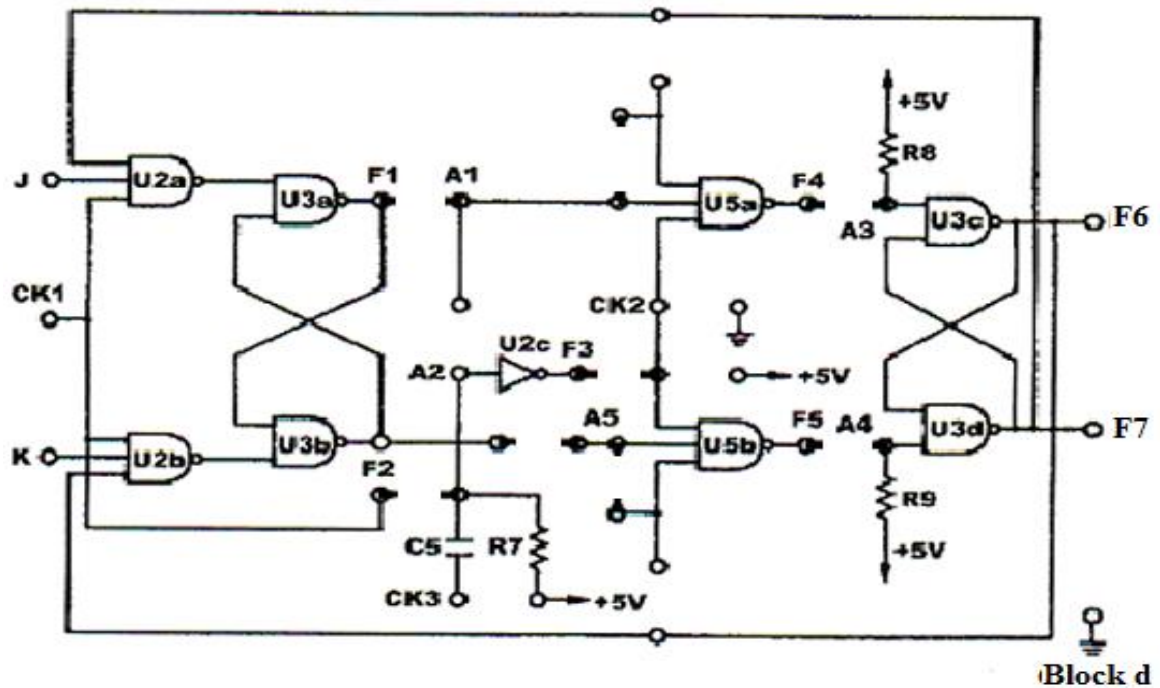 +5V
R8
J
U2a
U3a
F1
A1
U5a
F4
A3
U3c
F6
CK1
CK2
U2c
F3
A2
+5V
A5
F5
A4
U3d
F7
K
U2b
U3b
F2
U5b
R9
C5
R7
+5V
CK3
+5V
Block d